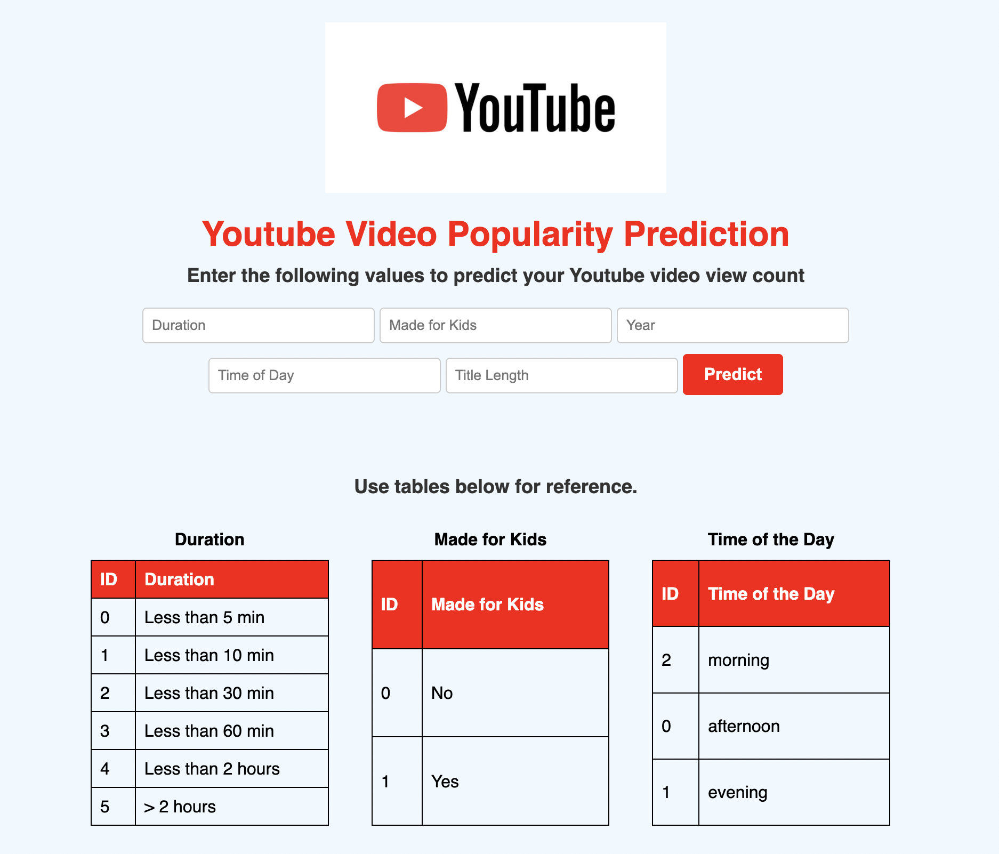 YouTube
Youtube Video Popularity Prediction
Enter the following values to predict your Youtube video view count
Duration Made for Kids Year
Time of Day Title Length Predict
Use tables below for reference.
Duration
ID Duration
0 Less than 5 min
1 Less than 10 min
2 Less than 30 min
3 Less than 60 min
4 Less than 2 hours
5 > 2 hours
Made for Kids
ID Made for Kids
0 No
1 Yes
Time of the Day
ID Time of the Day
2 morning
0 afternoon
1 evening